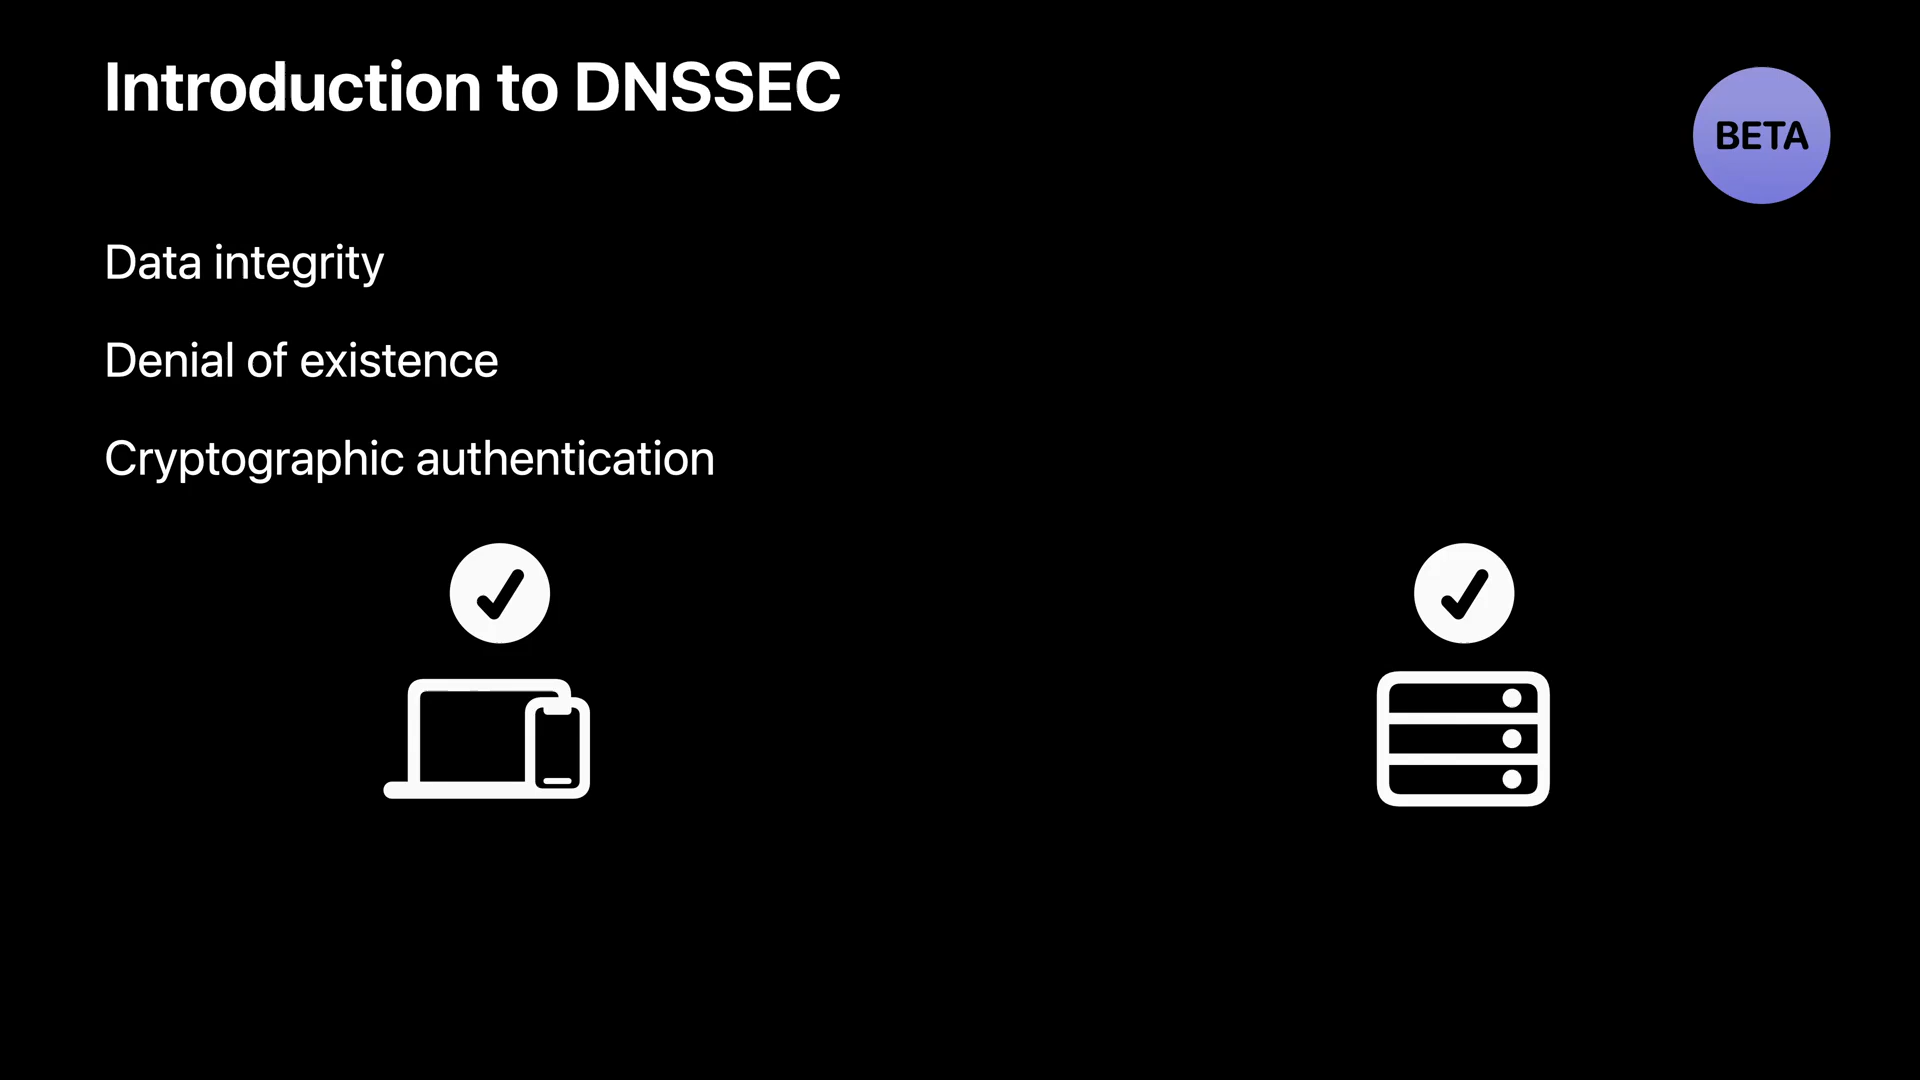 Introduction to DNSSEC
BETA
Data integrity
Denial of existence
Cryptographic authentication